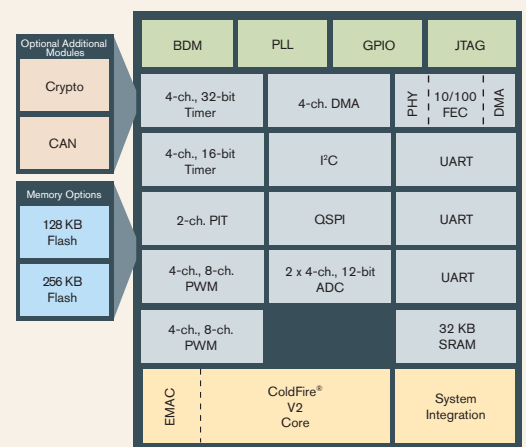 Optional Additional
Modules
Crypto
CAN
Memory Options
128 KB
Flash
256 KB
Flash
BDM
PLL
GPIO
JTAG
4-ch., 32-bit
Timer
4-ch. DMA
PHY
10/100
FEC
DMA
4-ch., 16-bit
Timer
I²C
UART
2-ch. PIT
QSPI
UART
4-ch., 8-ch.
PWM
2 x 4-ch., 12-bit
ADC
UART
4-ch., 8-ch.
PWM
32 KB
SRAM
EMAC
ColdFire®
V2
Core
System
Integration